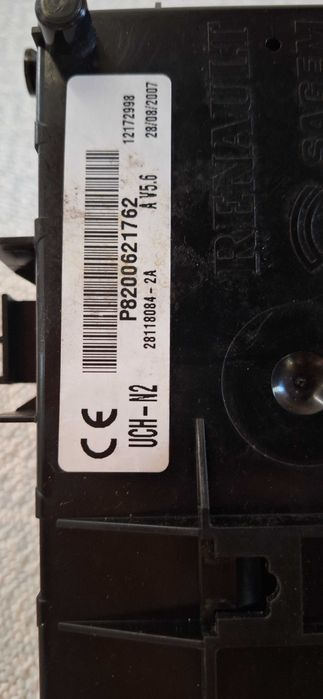 12172998
28/08/2007
P8200621762
A V5.6
28118084-2A
CE
UCH-N2
RENAULT
SAGEM